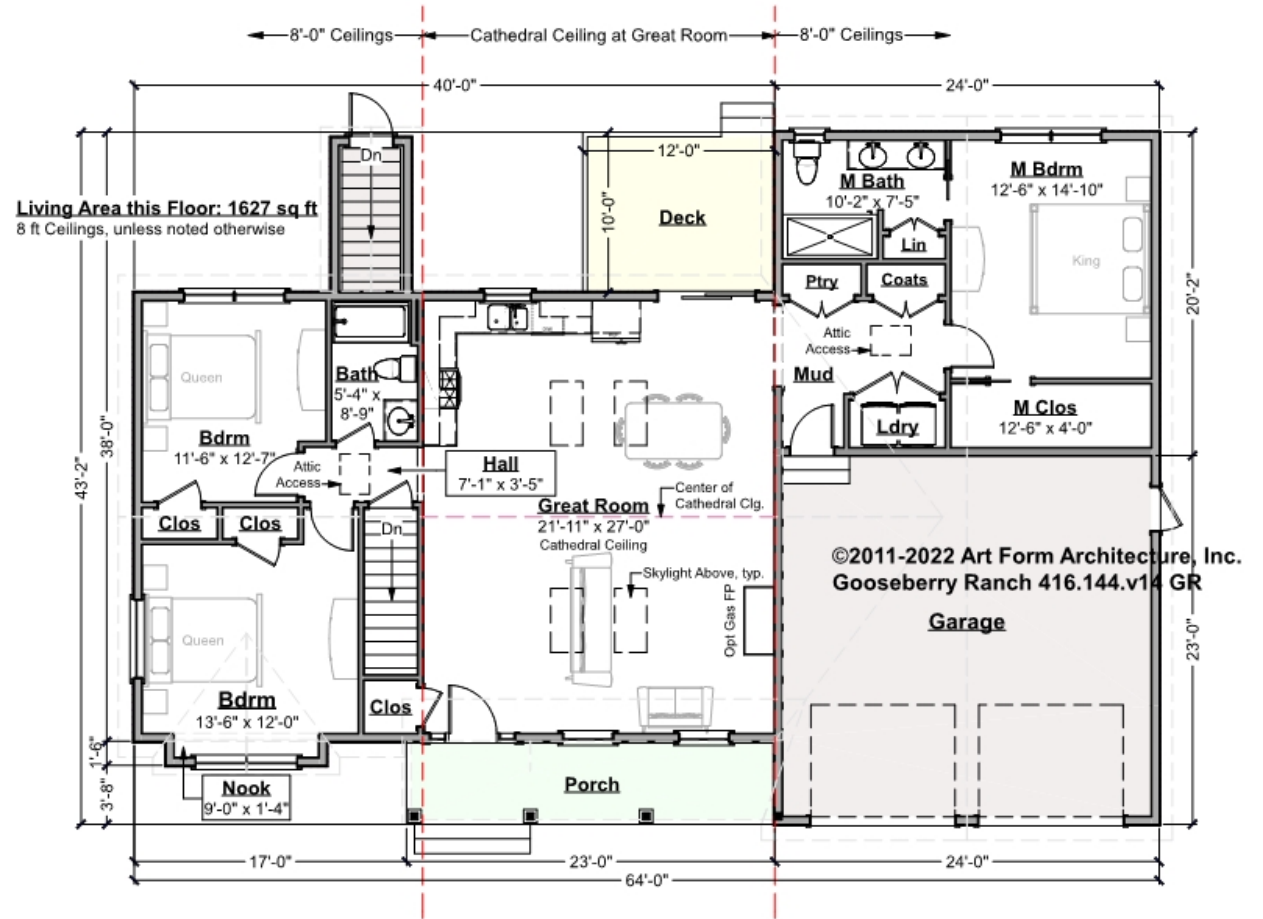 8'-0" Ceilings
Cathedral Ceiling at Great Room
8'-0" Ceilings
40'-0"
24'-0"
Dn
12'-0"
10'-0"
Deck
M Bath
10'-2" x 7'-5"
Lin
M Bdrm
12'-6" x 14'-10"
King
Living Area this Floor: 1627 sq ft
8 ft Ceilings, unless noted otherwise
Ptry
Coats
20'-2"
Attic
Access
Mud
Queen
Bath
5'-4" x
8'-9"
Bdrm
11'-6" x 12'-7"
M Clos
12'-6" x 4'-0"
Ldry
38'-0"
43'-2"
Attic
Access
Hall
7'-1" x 3'-5"
Center of
Cathedral Clg.
Great Room
21'-11" x 27'-0"
Cathedral Ceiling
Clos
Clos
Dn
©2011-2022 Art Form Architecture, Inc.
Gooseberry Ranch 416.144.v14 GR
Skylight Above, typ.
Opt Gas FP
Garage
23'-0"
Queen
Bdrm
13'-6" x 12'-0"
Clos
1'-6"
3'-8"
Nook
9'-0" x 1'-4"
Porch
17'-0"
23'-0"
24'-0"
64'-0"